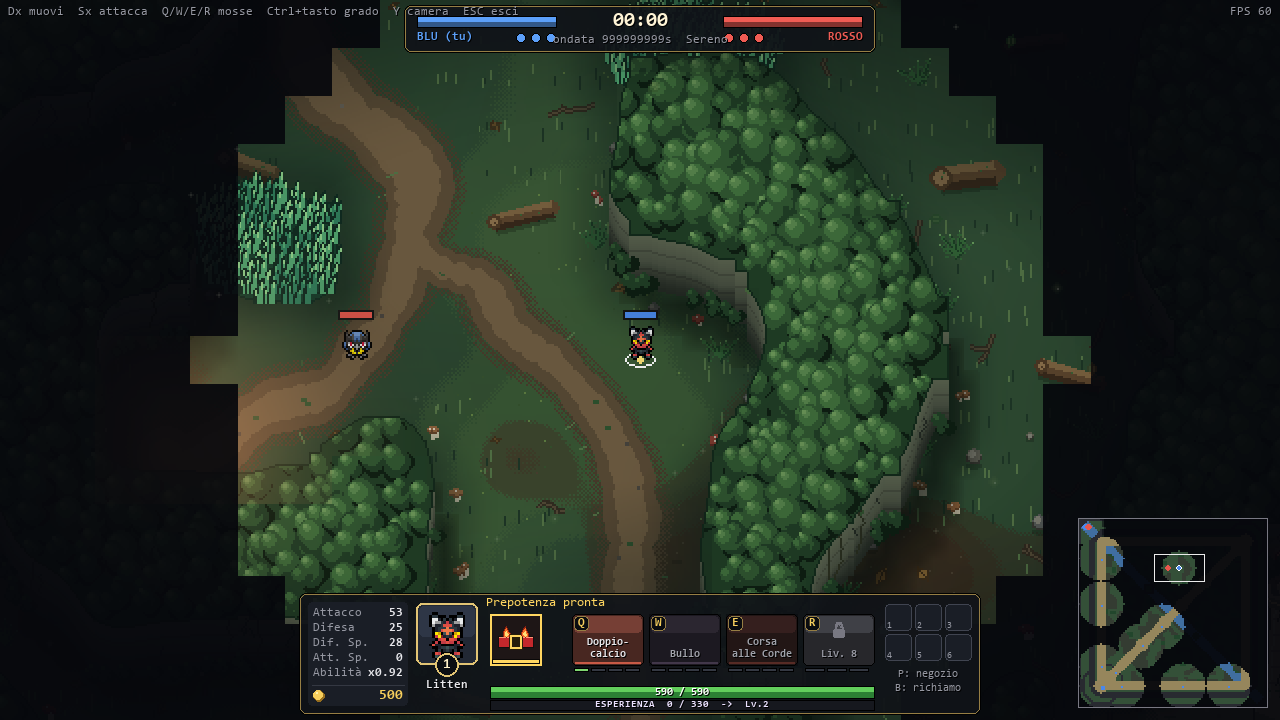 Dx muovi  Sx attacca  Q/W/E/R mosse  Ctrl+tasto grado  Y camera  ESC esci
FPS 60
00:00
BLU (tu)
ondata 999999999s  Sereno
ROSSO
Attacco 53
Difesa 25
Dif. Sp. 28
Att. Sp. 0
Abilità x0.92
500
1
Litten
Prepotenza pronta
Q
Doppio-
calcio
W
Bullo
E
Corsa
alle Corde
R
Liv. 8
1 2 3
4 5 6
P: negozio
B: richiamo
590 / 590
ESPERIENZA  0 / 330  ->  Lv.2